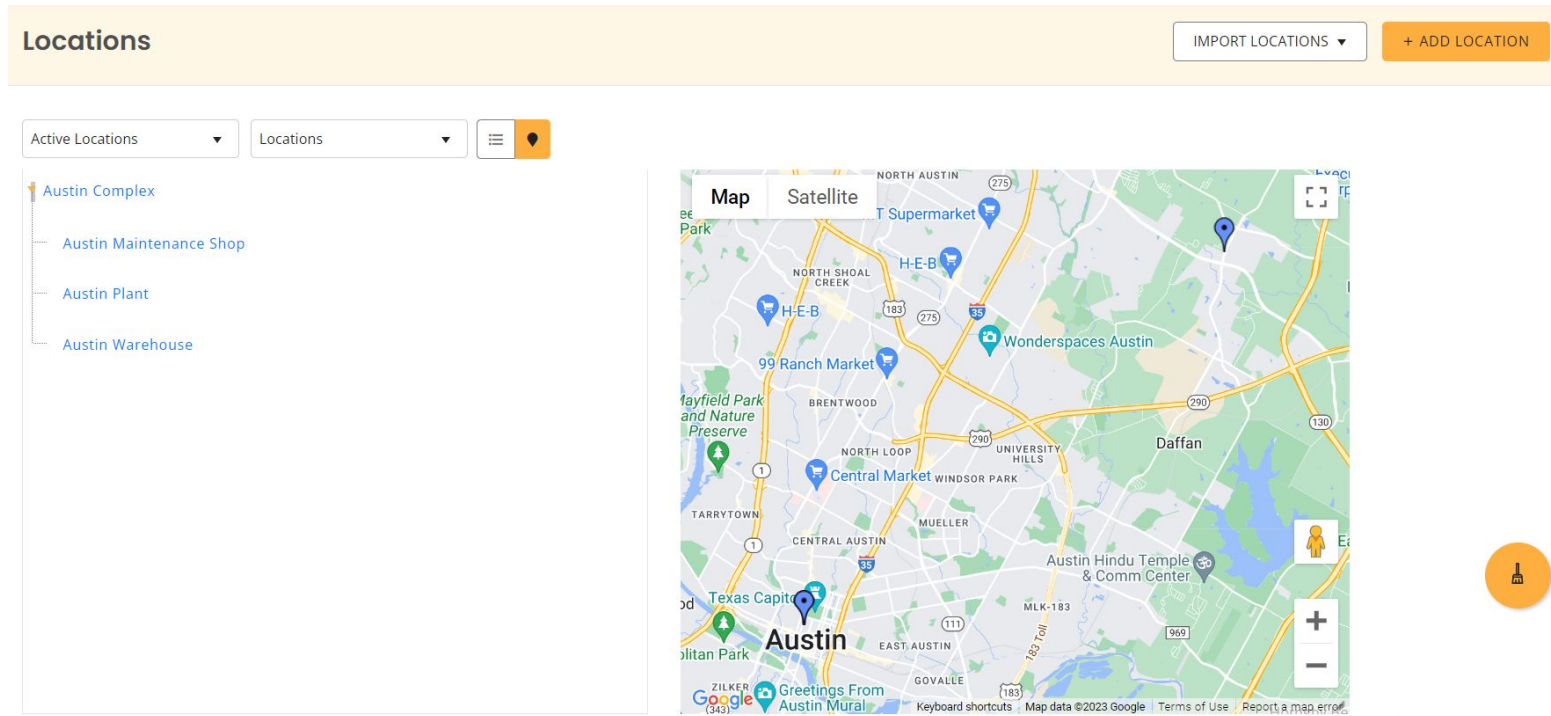 Locations
IMPORT LOCATIONS
+ ADD LOCATION
Active Locations
Locations
Austin Complex
Austin Maintenance Shop
Austin Plant
Austin Warehouse
Map
Satellite
NORTH AUSTIN
275
T Supermarket
Park
H-E-B
NORTH SHOAL
CREEK
H-E-B
183
275
35
Wonderspaces Austin
99 Ranch Market
Mayfield Park
and Nature
Preserve
BRENTWOOD
290
130
290
Daffan
NORTH LOOP
UNIVERSITY
HILLS
1
Central Market
WINDSOR PARK
TARRYTOWN
MUELLER
1
CENTRAL AUSTIN
35
Austin Hindu Temple
& Comm Center
Texas Capito
MLK-183
111
183 Toll
969
Austin
EAST AUSTIN
olitan Park
GOVALLE
ZILKER
Greetings From
Austin Mural
183
Google
(343)
Keyboard shortcuts
Map data ©2023 Google
Terms of Use
Report a map error